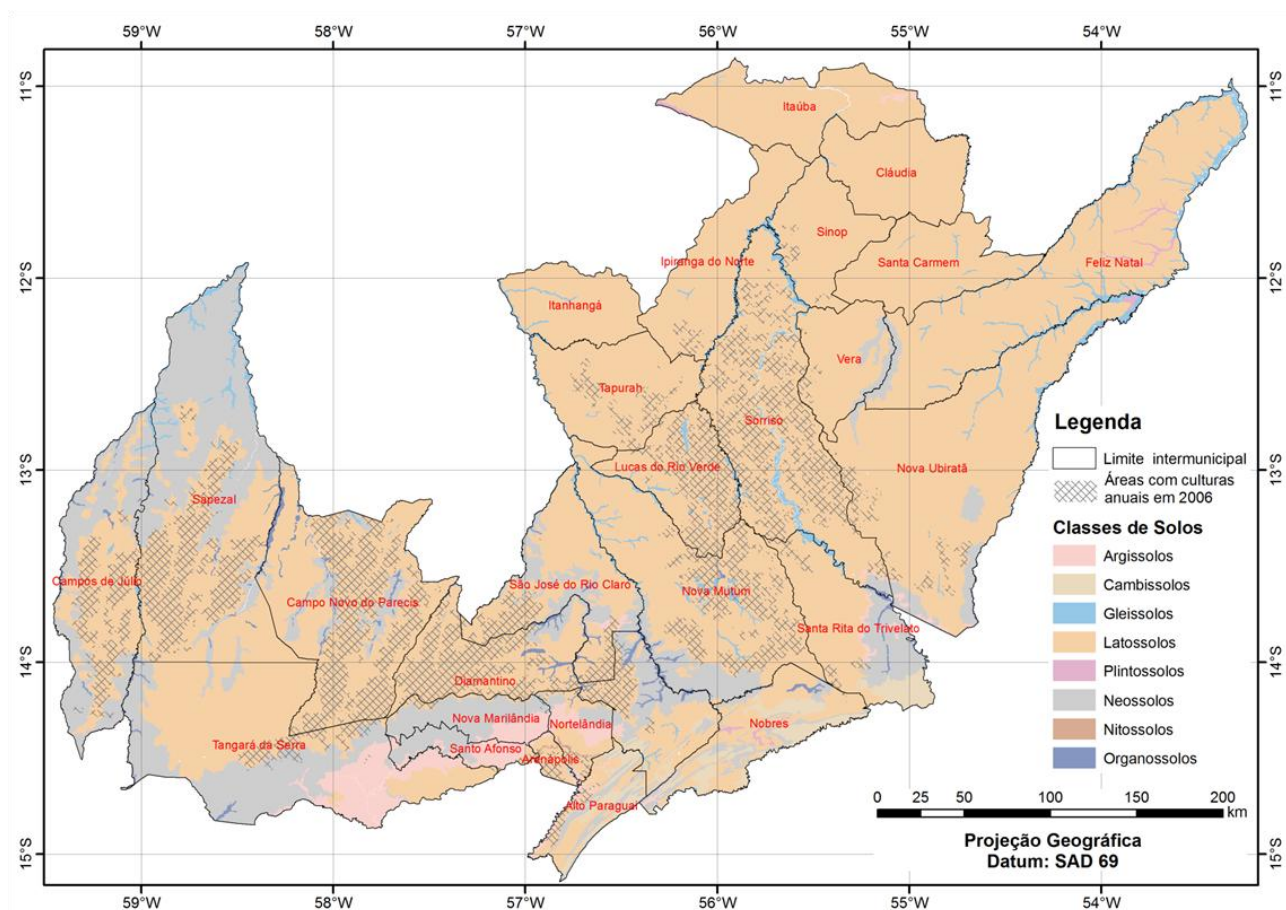 59°W 58°W 57°W 56°W 55°W 54°W
11°S 11°S
Itaúba
Cláudia
Sinop
Ipiranga do Norte Santa Carmem Feliz Natal
12°S 12°S
Itanhangá
Vera
Tapurah
Sorriso
Lucas do Rio Verde Nova Ubiratã
13°S 13°S
Sapezal
Campos de Júlio São José do Rio Claro
Campo Novo do Parecis Nova Mutum
Santa Rita do Trivelato
14°S 14°S
Diamantino
Nova Marilândia Nortelândia Nobres
Tangará da Serra Santo Afonso
Arenápolis
Alto Paraguai
15°S 15°S
59°W 58°W 57°W 56°W 55°W 54°W
Legenda
Limite intermunicipal
Áreas com culturas
anuais em 2006
Classes de Solos
Argissolos
Cambissolos
Gleissolos
Latossolos
Plintossolos
Neossolos
Nitossolos
Organossolos
0 25 50 100 150 200
km
Projeção Geográfica
Datum: SAD 69